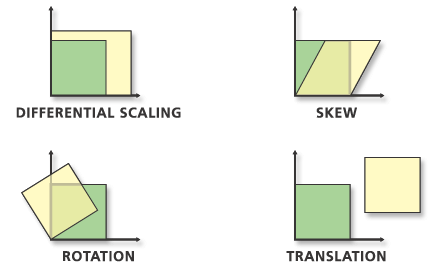 DIFFERENTIAL SCALING
SKEW
ROTATION
TRANSLATION